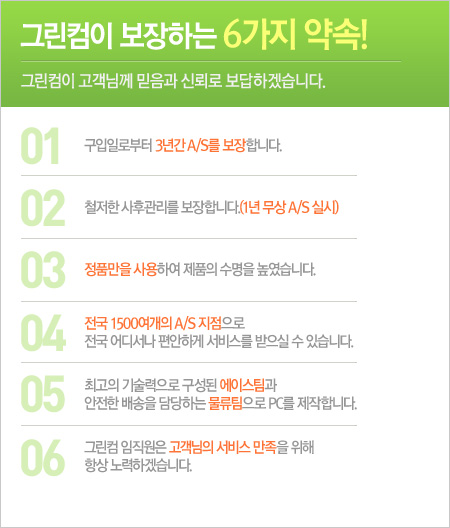 그린컴이 보장하는 6가지 약속!
그린컴이 고객님께 믿음과 신뢰로 보답하겠습니다.
01 구입일로부터 3년간 A/S를 보장합니다.
02 철저한 사후관리를 보장합니다.(1년 무상 A/S 실시)
03 정품만을 사용하여 제품의 수명을 높였습니다.
04 전국 1500여개의 A/S 지점으로
전국 어디서나 편안하게 서비스를 받으실 수 있습니다.
05 최고의 기술력으로 구성된 에이스팀과
안전한 배송을 담당하는 물류팀으로 PC를 제작합니다.
06 그린컴 임직원은 고객님의 서비스 만족을 위해
항상 노력하겠습니다.